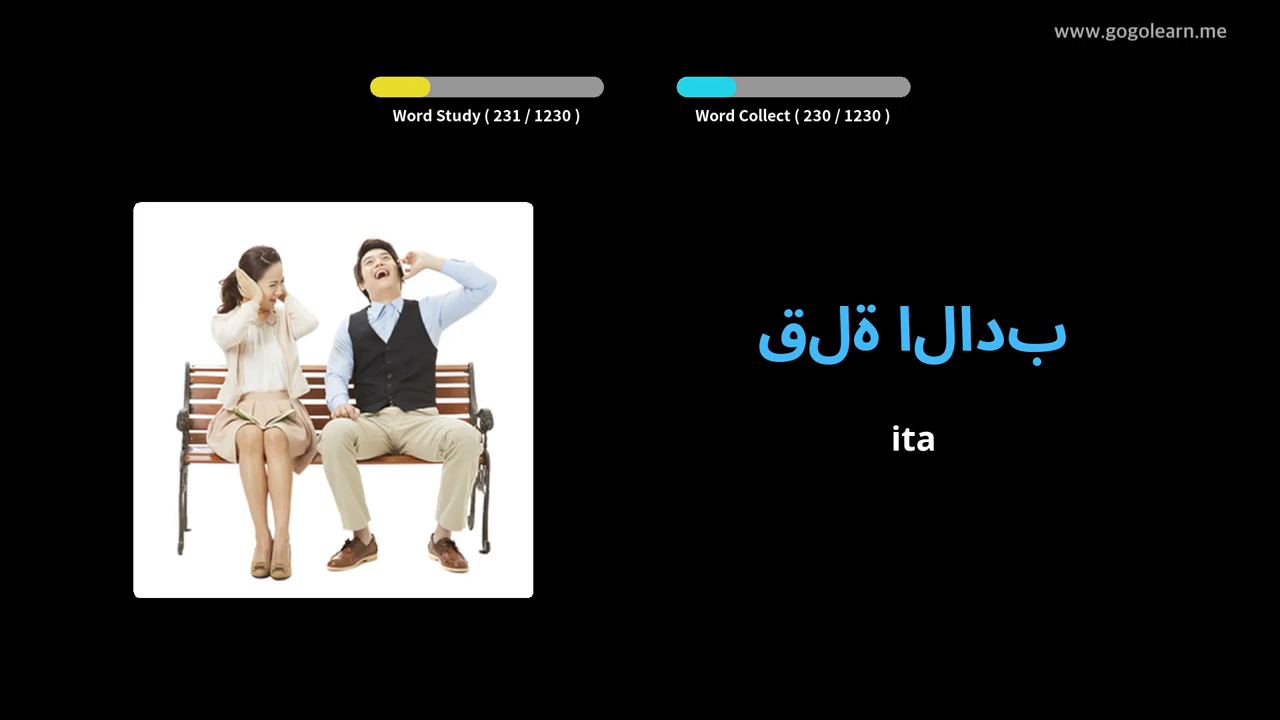 www.gogolearn.me
Word Study ( 231 / 1230 )
Word Collect ( 230 / 1230 )
قلة الادب
ita